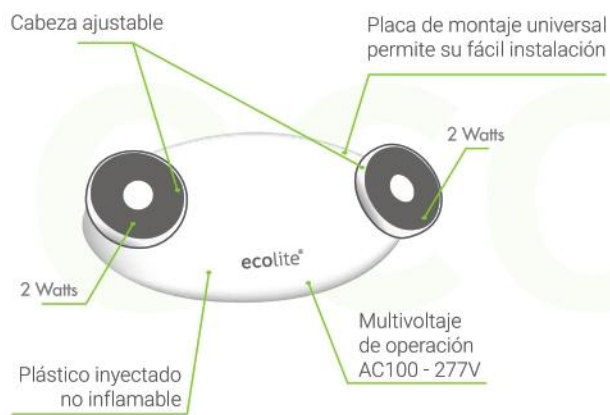 Cabeza ajustable
Placa de montaje universal
permite su fácil instalación
2 Watts
ecolite®
2 Watts
Multivoltaje
de operación
AC100 - 277V
Plástico inyectado
no inflamable